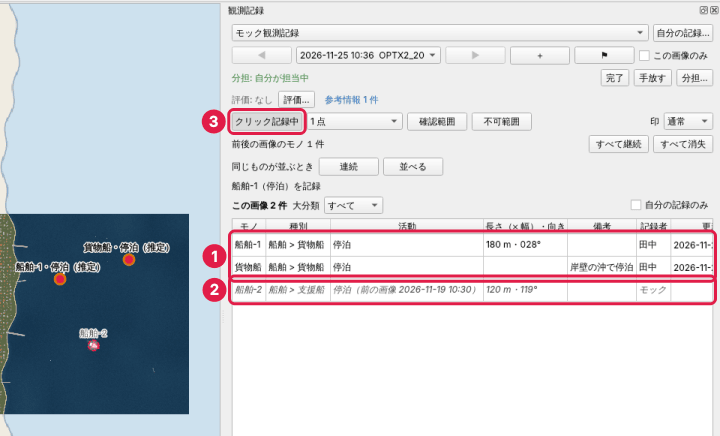 観測記録
モック観測記録
自分の記録...
2026-11-25 10:36 OPTX2_20
+
この画像のみ
分担: 自分が担当中
完了
手放す
分担...
評価: なし
評価...
参考情報 1 件
3
クリック記録中
1 点
確認範囲
不可範囲
印
通常
前後の画像のモノ 1 件
すべて継続
すべて消失
同じものが並ぶとき
連続
並べる
船舶-1（停泊）を記録
この画像 2 件
大分類
すべて
自分の記録のみ
モノ 種別 活動 長さ（× 幅）・向き 備考 記録者 更
1
船舶-1 船舶 > 貨物船 停泊 180 m・028° 田中 2026-11-
貨物船 船舶 > 貨物船 停泊 岸壁の沖で停泊 田中 2026-11-
2
船舶-2 船舶 > 支援船 停泊（前の画像 2026-11-19 10:30） 120 m・119° モック
貨物船・停泊（推定）
船舶-1・停泊（推定）
船舶-2